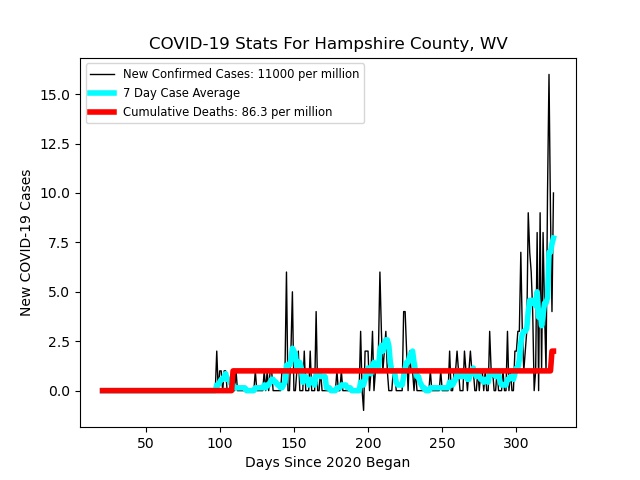 COVID-19 Stats For Hampshire County, WV
New Confirmed Cases: 11000 per million
7 Day Case Average
Cumulative Deaths: 86.3 per million
New COVID-19 Cases
15.0
12.5
10.0
7.5
5.0
2.5
0.0
50 100 150 200 250 300
Days Since 2020 Began